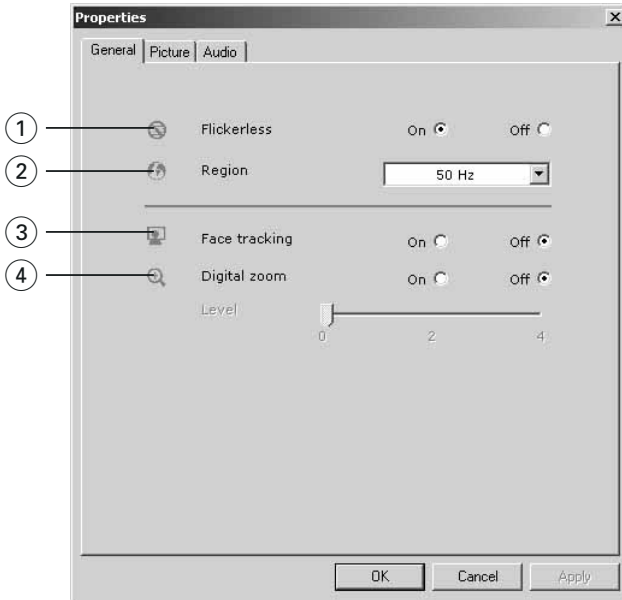 Properties
General Picture Audio
1 Flickerless On Off
2 Region 50 Hz
3 Face tracking On Off
4 Digital zoom On Off
Level
0 2 4
OK Cancel Apply